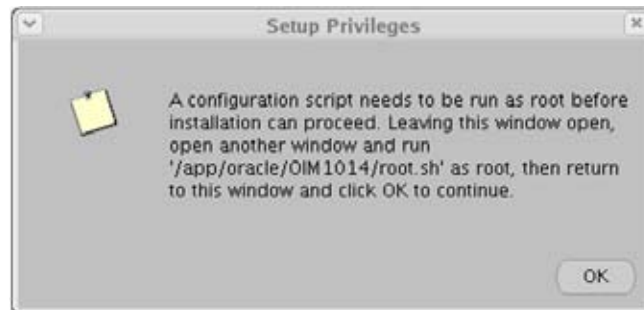 Setup Privileges
A configuration script needs to be run as root before
installation can proceed. Leaving this window open,
open another window and run
'/app/oracle/OIM1014/root.sh' as root, then return
to this window and click OK to continue.
OK